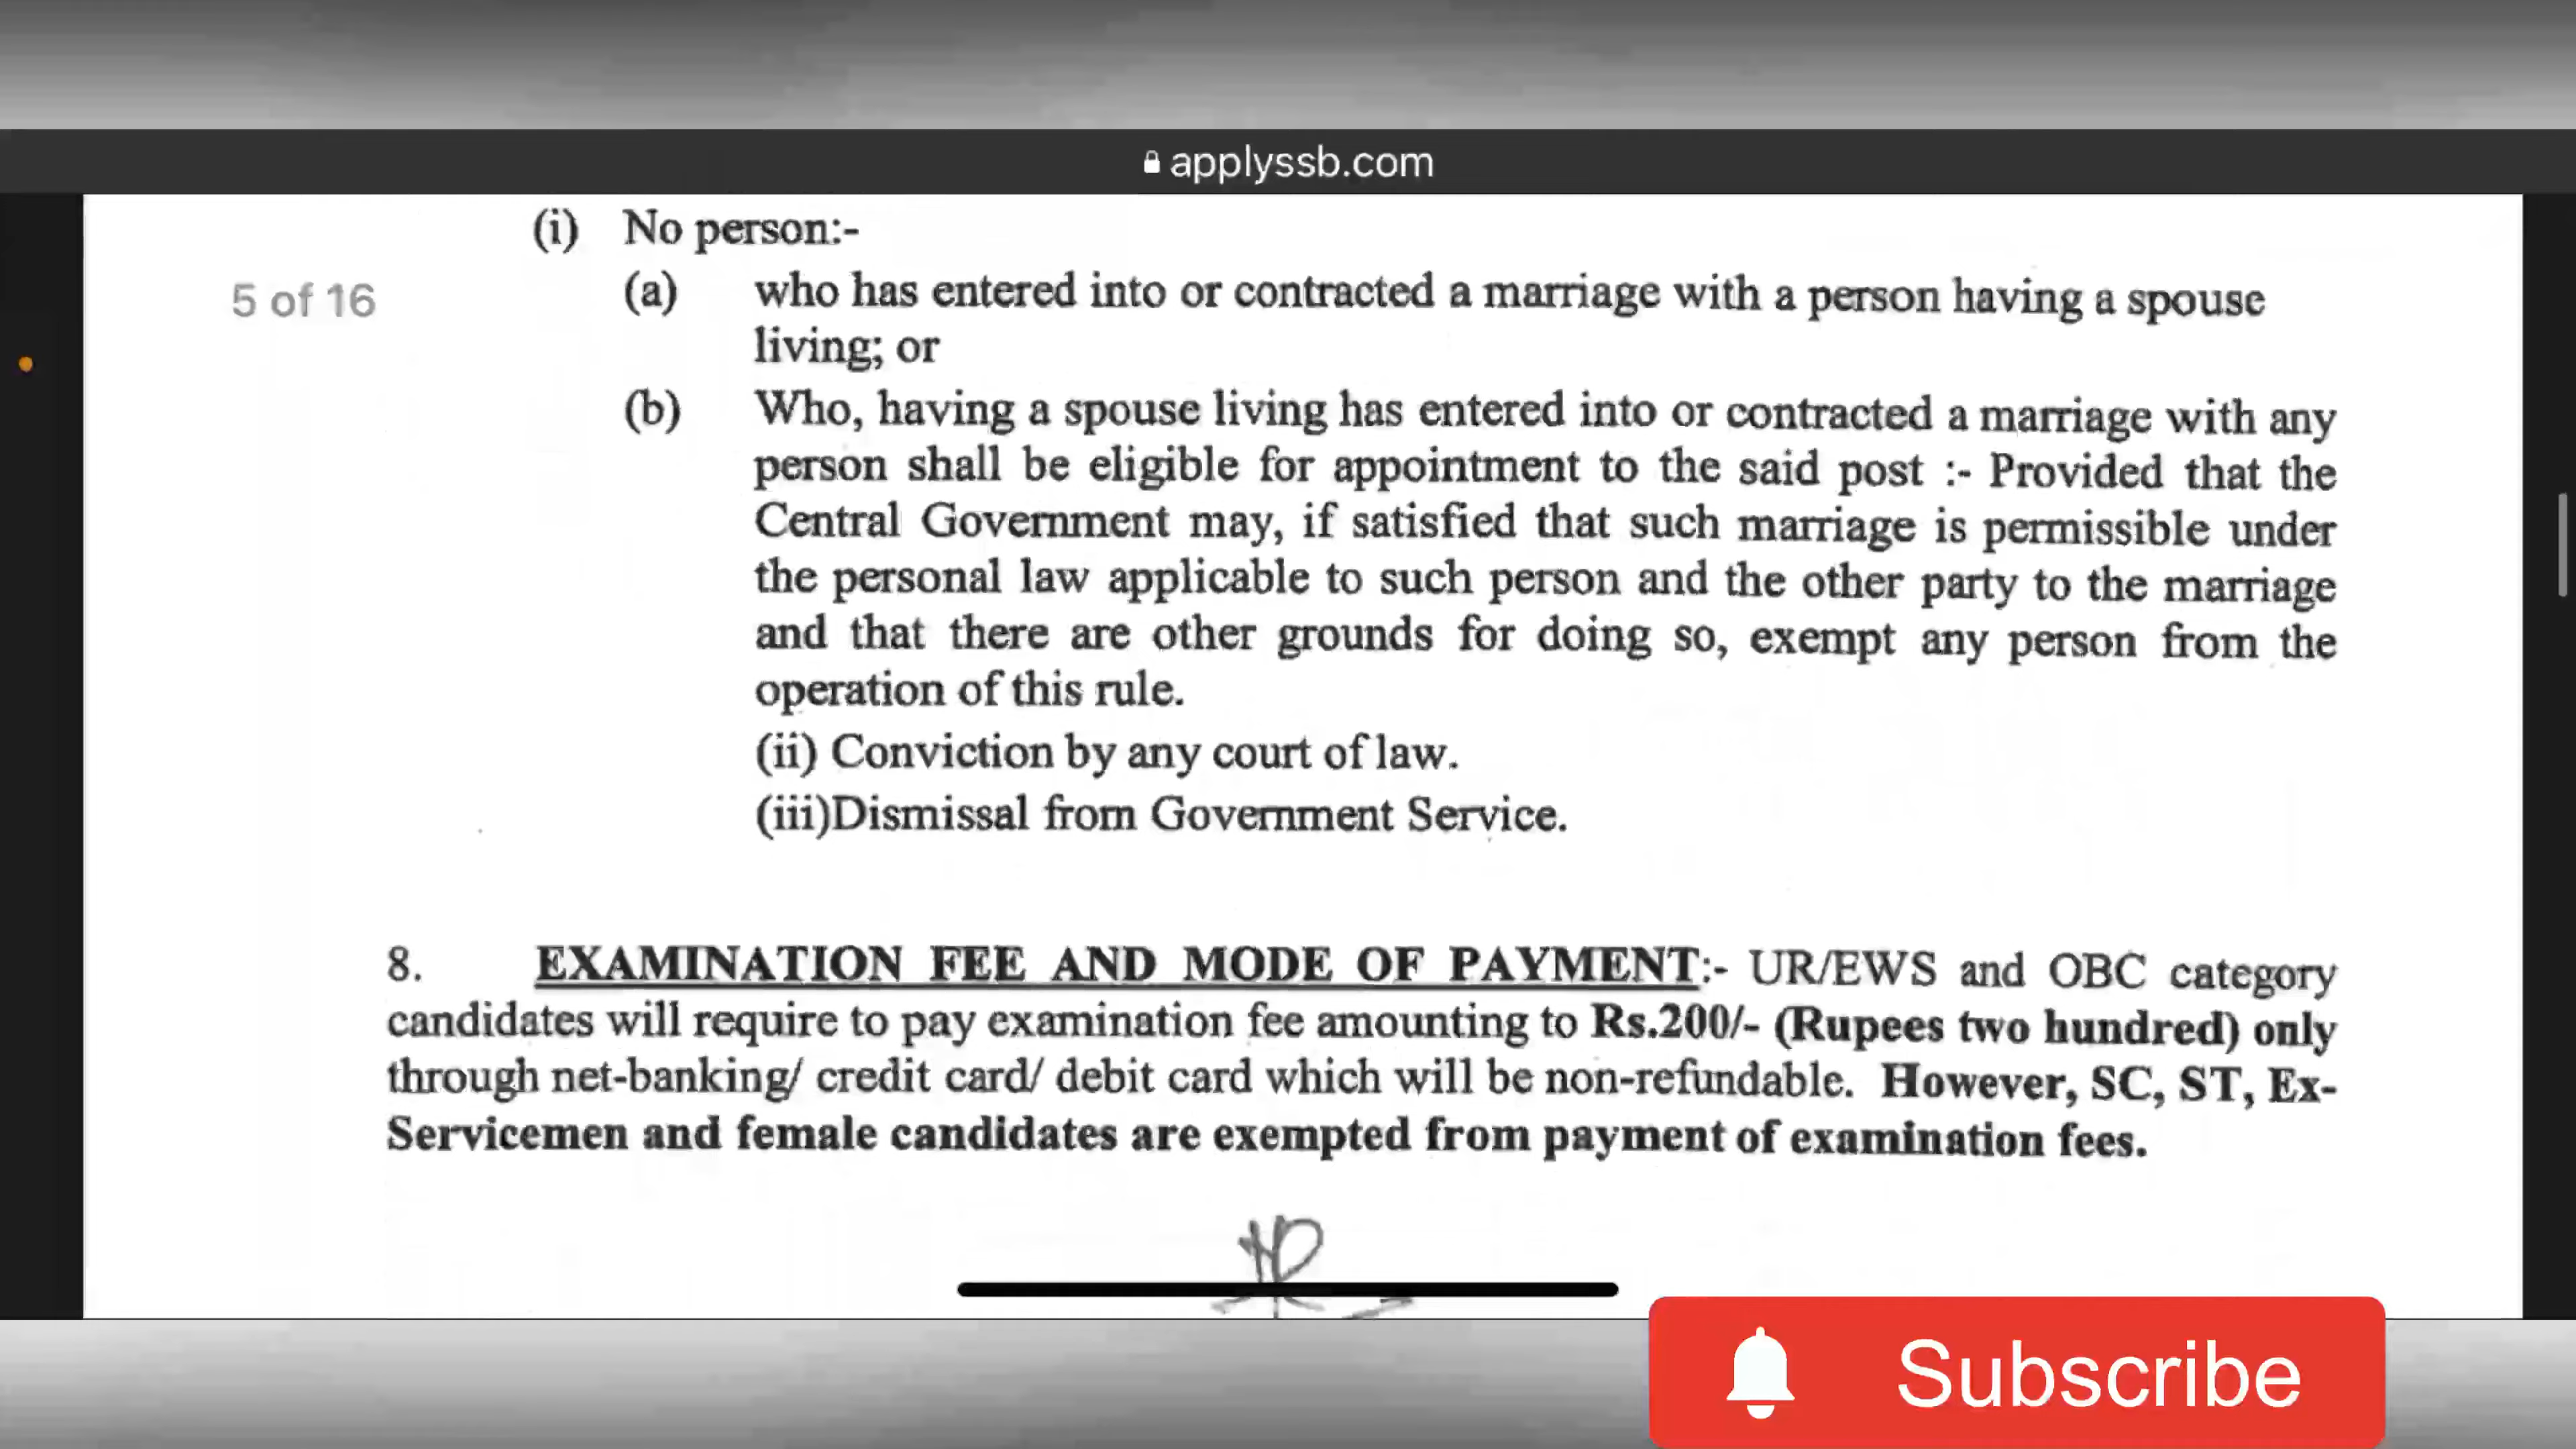 applyssb.com
(i) No person:-
5 of 16
(a) who has entered into or contracted a marriage with a person having a spouse
living; or
(b) Who, having a spouse living has entered into or contracted a marriage with any
person shall be eligible for appointment to the said post :- Provided that the
Central Government may, if satisfied that such marriage is permissible under
the personal law applicable to such person and the other party to the marriage
and that there are other grounds for doing so, exempt any person from the
operation of this rule.
(ii) Conviction by any court of law.
(iii)Dismissal from Government Service.
8. EXAMINATION FEE AND MODE OF PAYMENT:- UR/EWS and OBC category
candidates will require to pay examination fee amounting to Rs.200/- (Rupees two hundred) only
through net-banking/ credit card/ debit card which will be non-refundable. However, SC, ST, Ex-
Servicemen and female candidates are exempted from payment of examination fees.
Subscribe